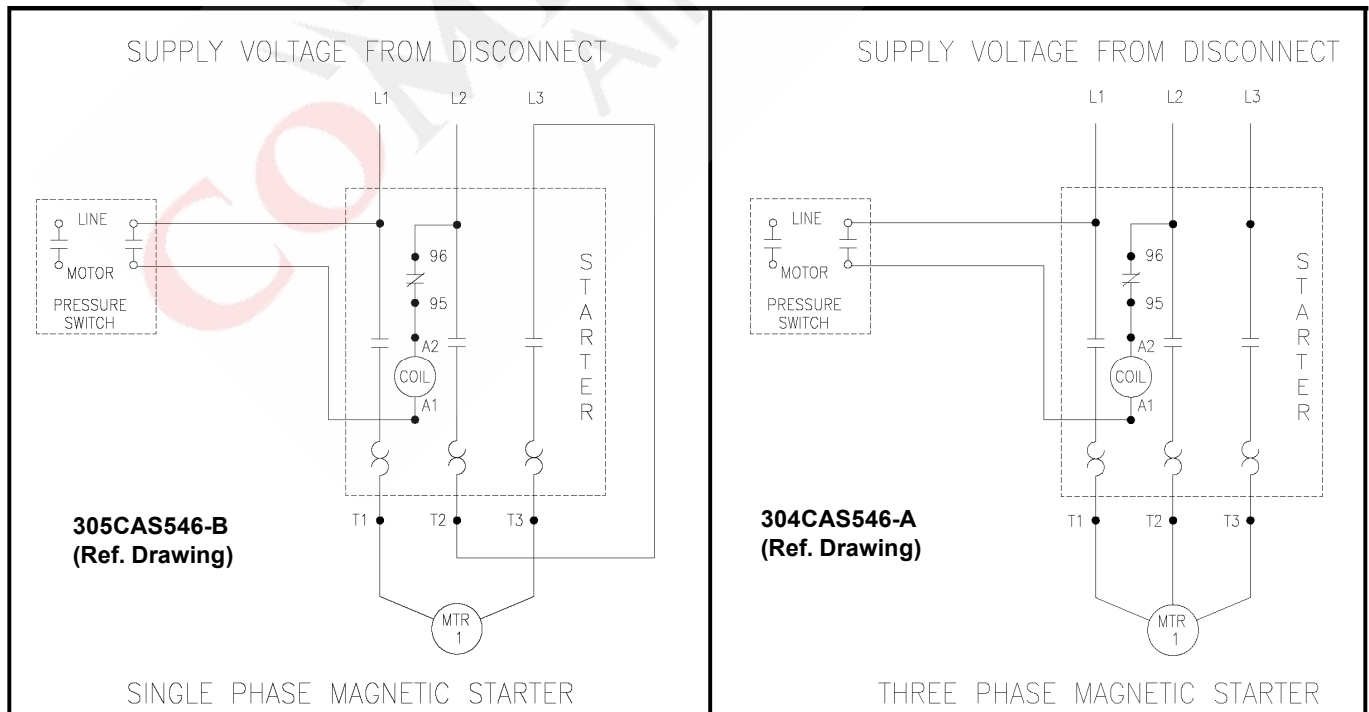 SUPPLY VOLTAGE FROM DISCONNECT
L1 L2 L3
LINE
MOTOR
PRESSURE
SWITCH
96
95
A2
COIL
A1
STARTER
305CAS546-B
(Ref. Drawing)
T1 T2 T3
MTR
1
SINGLE PHASE MAGNETIC STARTER
SUPPLY VOLTAGE FROM DISCONNECT
L1 L2 L3
LINE
MOTOR
PRESSURE
SWITCH
96
95
A2
COIL
A1
STARTER
304CAS546-A
(Ref. Drawing)
T1 T2 T3
MTR
1
THREE PHASE MAGNETIC STARTER